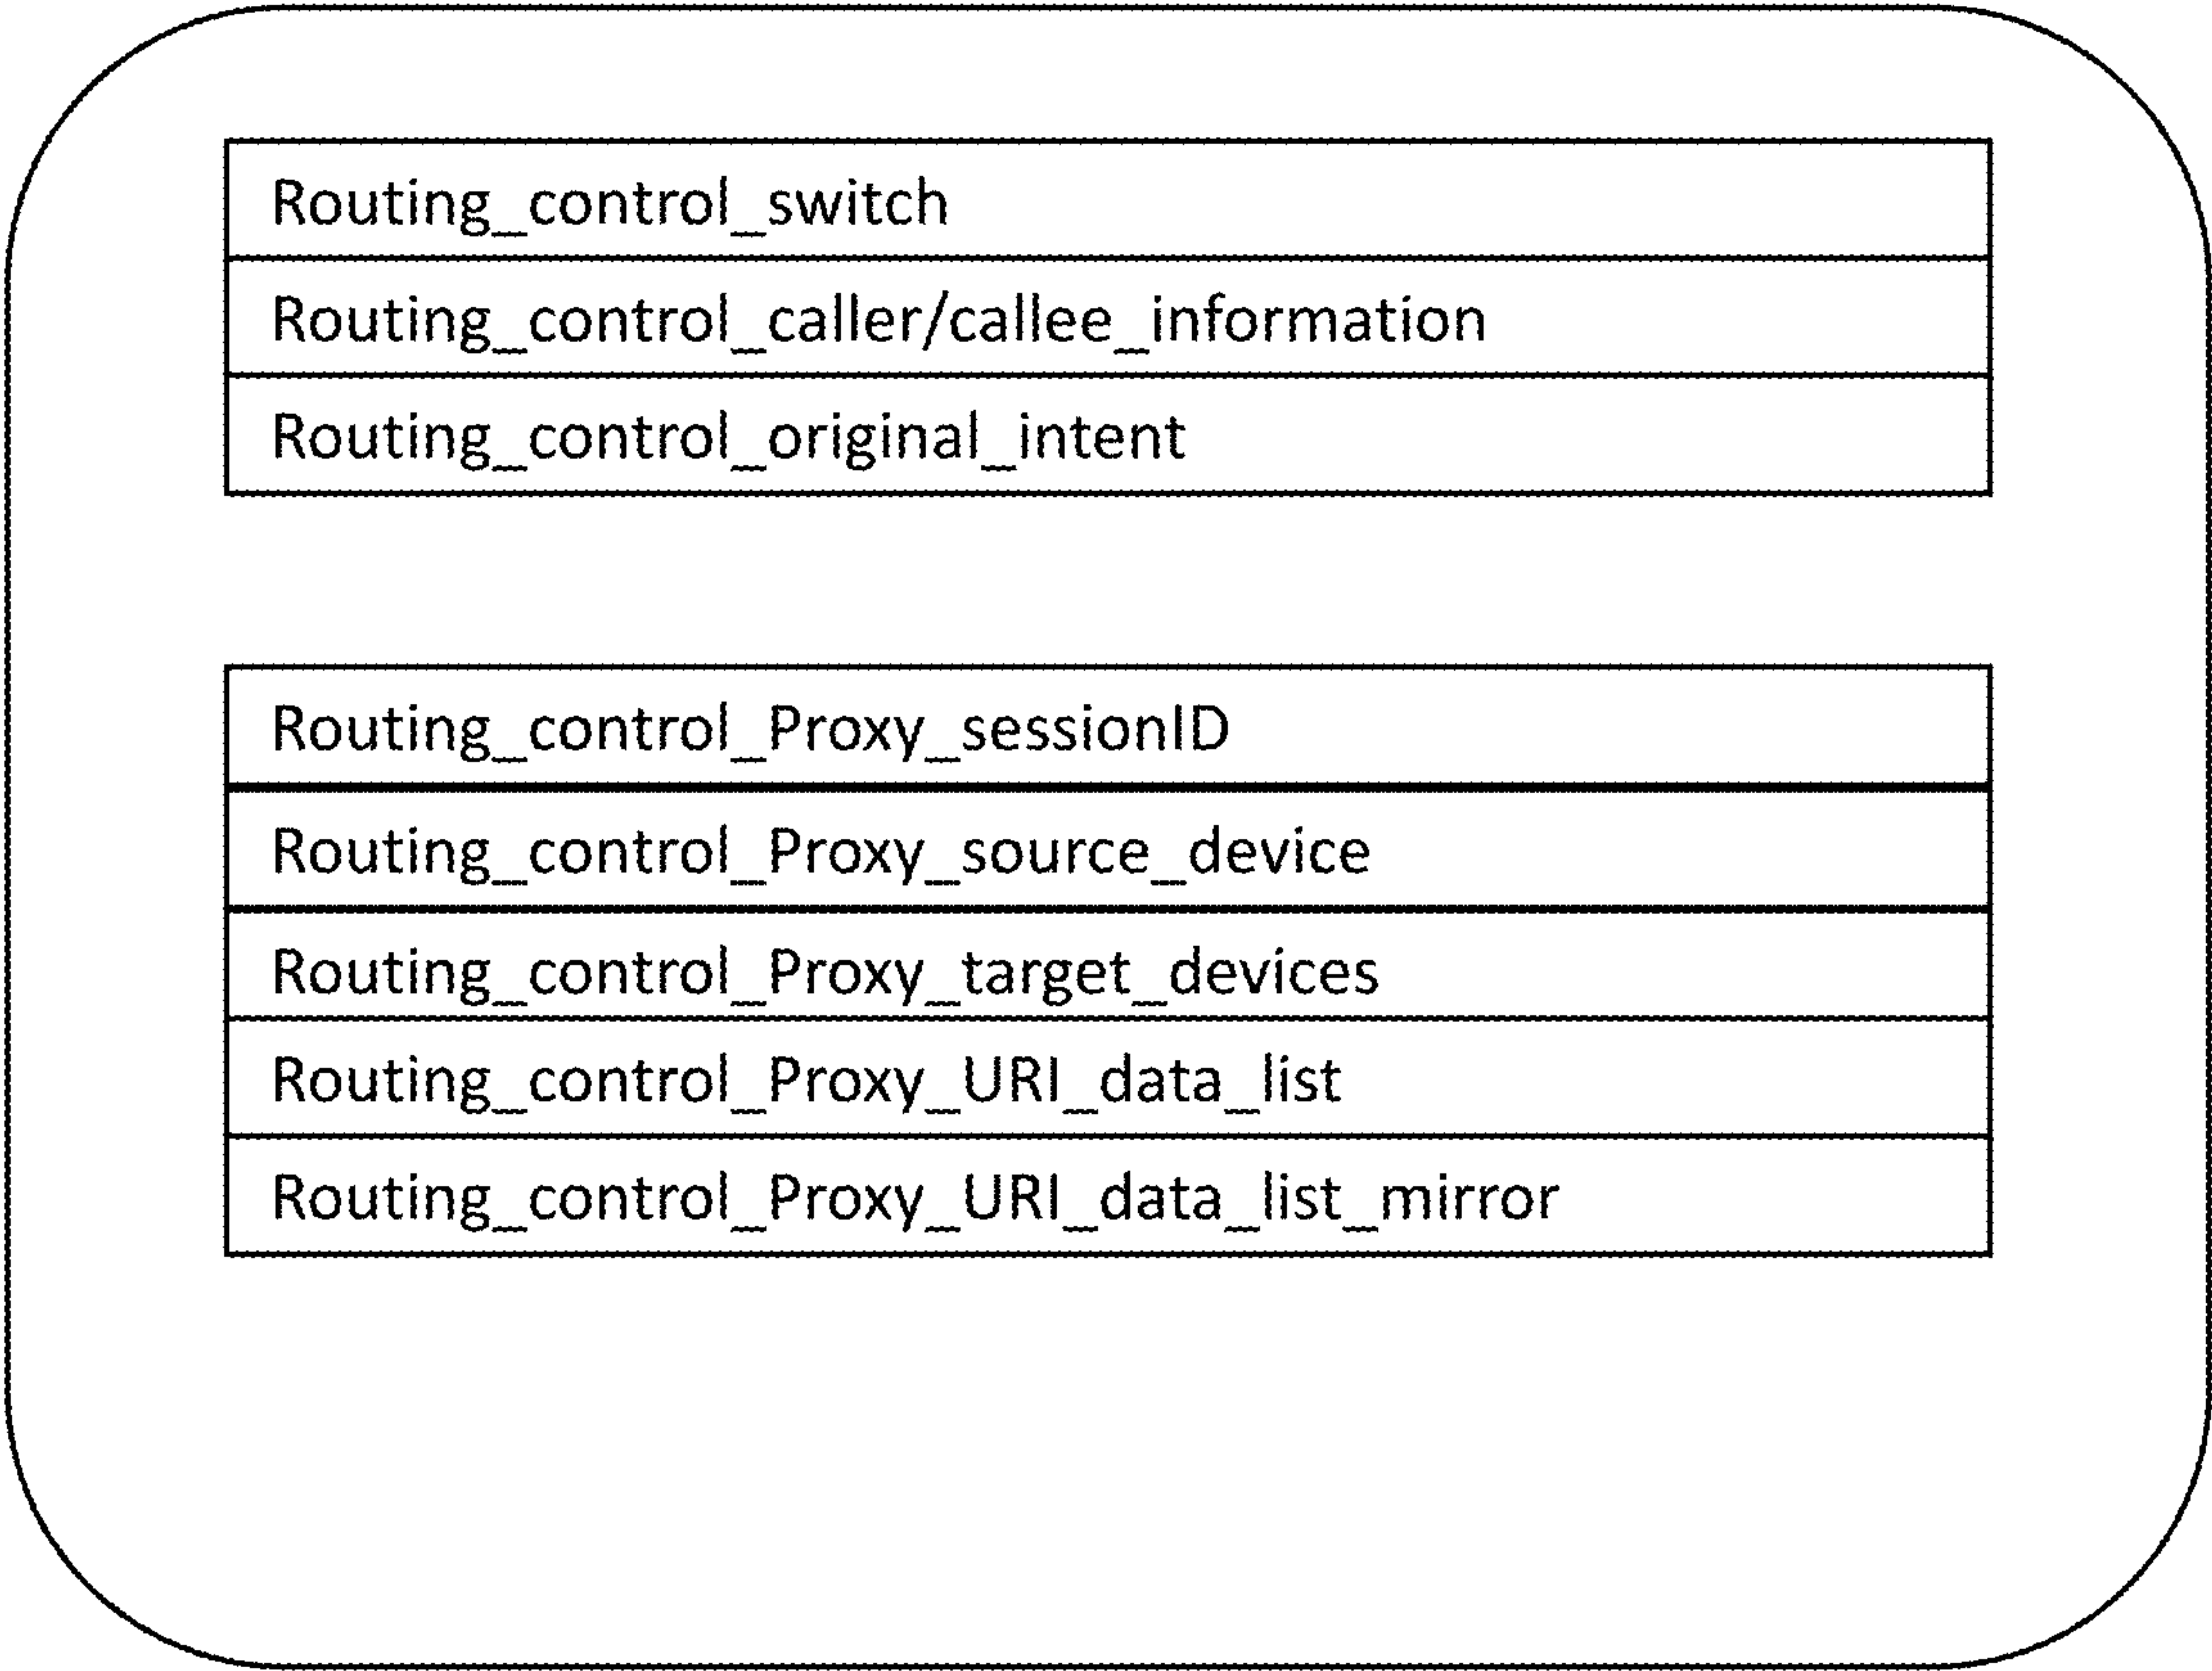 Routing_control_switch
Routing_control_caller/callee_information
Routing_control_original_intent
Routing_control_Proxy_sessionID
Routing_control_Proxy_source_device
Routing_control_Proxy_target_devices
Routing_control_Proxy_URI_data_list
Routing_control_Proxy_URI_data_list_mirror